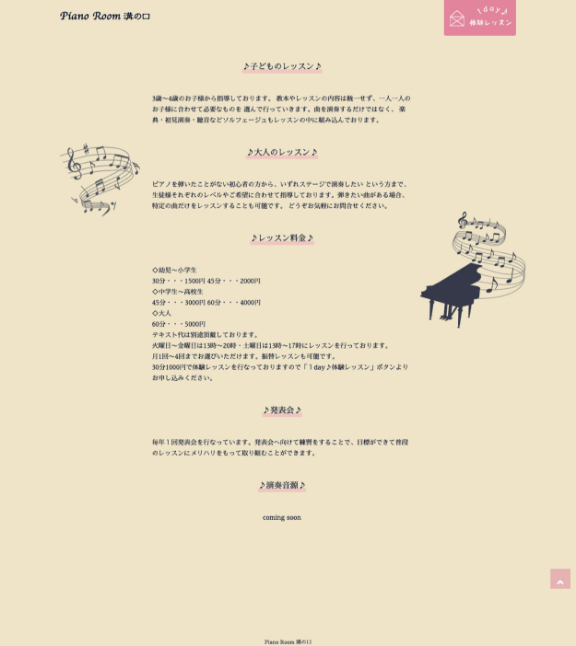 Piano Room 溝の口
1day♪
体験レッスン
♪子どものレッスン♪
3歳〜4歳のお子様から指導しております。 教本やレッスンの内容は統一せず、一人一人の
お子様に合わせて必要なものを 選んで行っていきます。曲を演奏するだけではなく、 楽
典・初見演奏・聴音などソルフェージュもレッスンの中に組み込んでおります。
♪大人のレッスン♪
ピアノを弾いたことがない初心者の方から、いずれステージで演奏したい という方まで、
生徒様それぞれのレベルやご希望に合わせて指導しております。弾きたい曲がある場合、
特定の曲だけをレッスンすることも可能です。 どうぞお気軽にお問合せください。
♪レッスン料金♪
◇幼児〜小学生
30分・・・1500円 45分・・・2000円
◇中学生〜高校生
45分・・・3000円 60分・・・4000円
◇大人
60分・・・5000円
テキスト代は別途頂戴しております。
火曜日〜金曜日は13時〜20時・土曜日は13時〜17時にレッスンを行っております。
月1回〜4回までお選びいただけます。振替レッスンも可能です。
30分1000円で体験レッスンを行なっておりますので「１day♪体験レッスン」ボタンより
お申し込みください。
♪発表会♪
毎年１回発表会を行なっています。発表会へ向けて練習をすることで、目標ができて普段
のレッスンにメリハリをもって取り組むことができます。
♪演奏音源♪
coming soon
Piano Room 溝の口